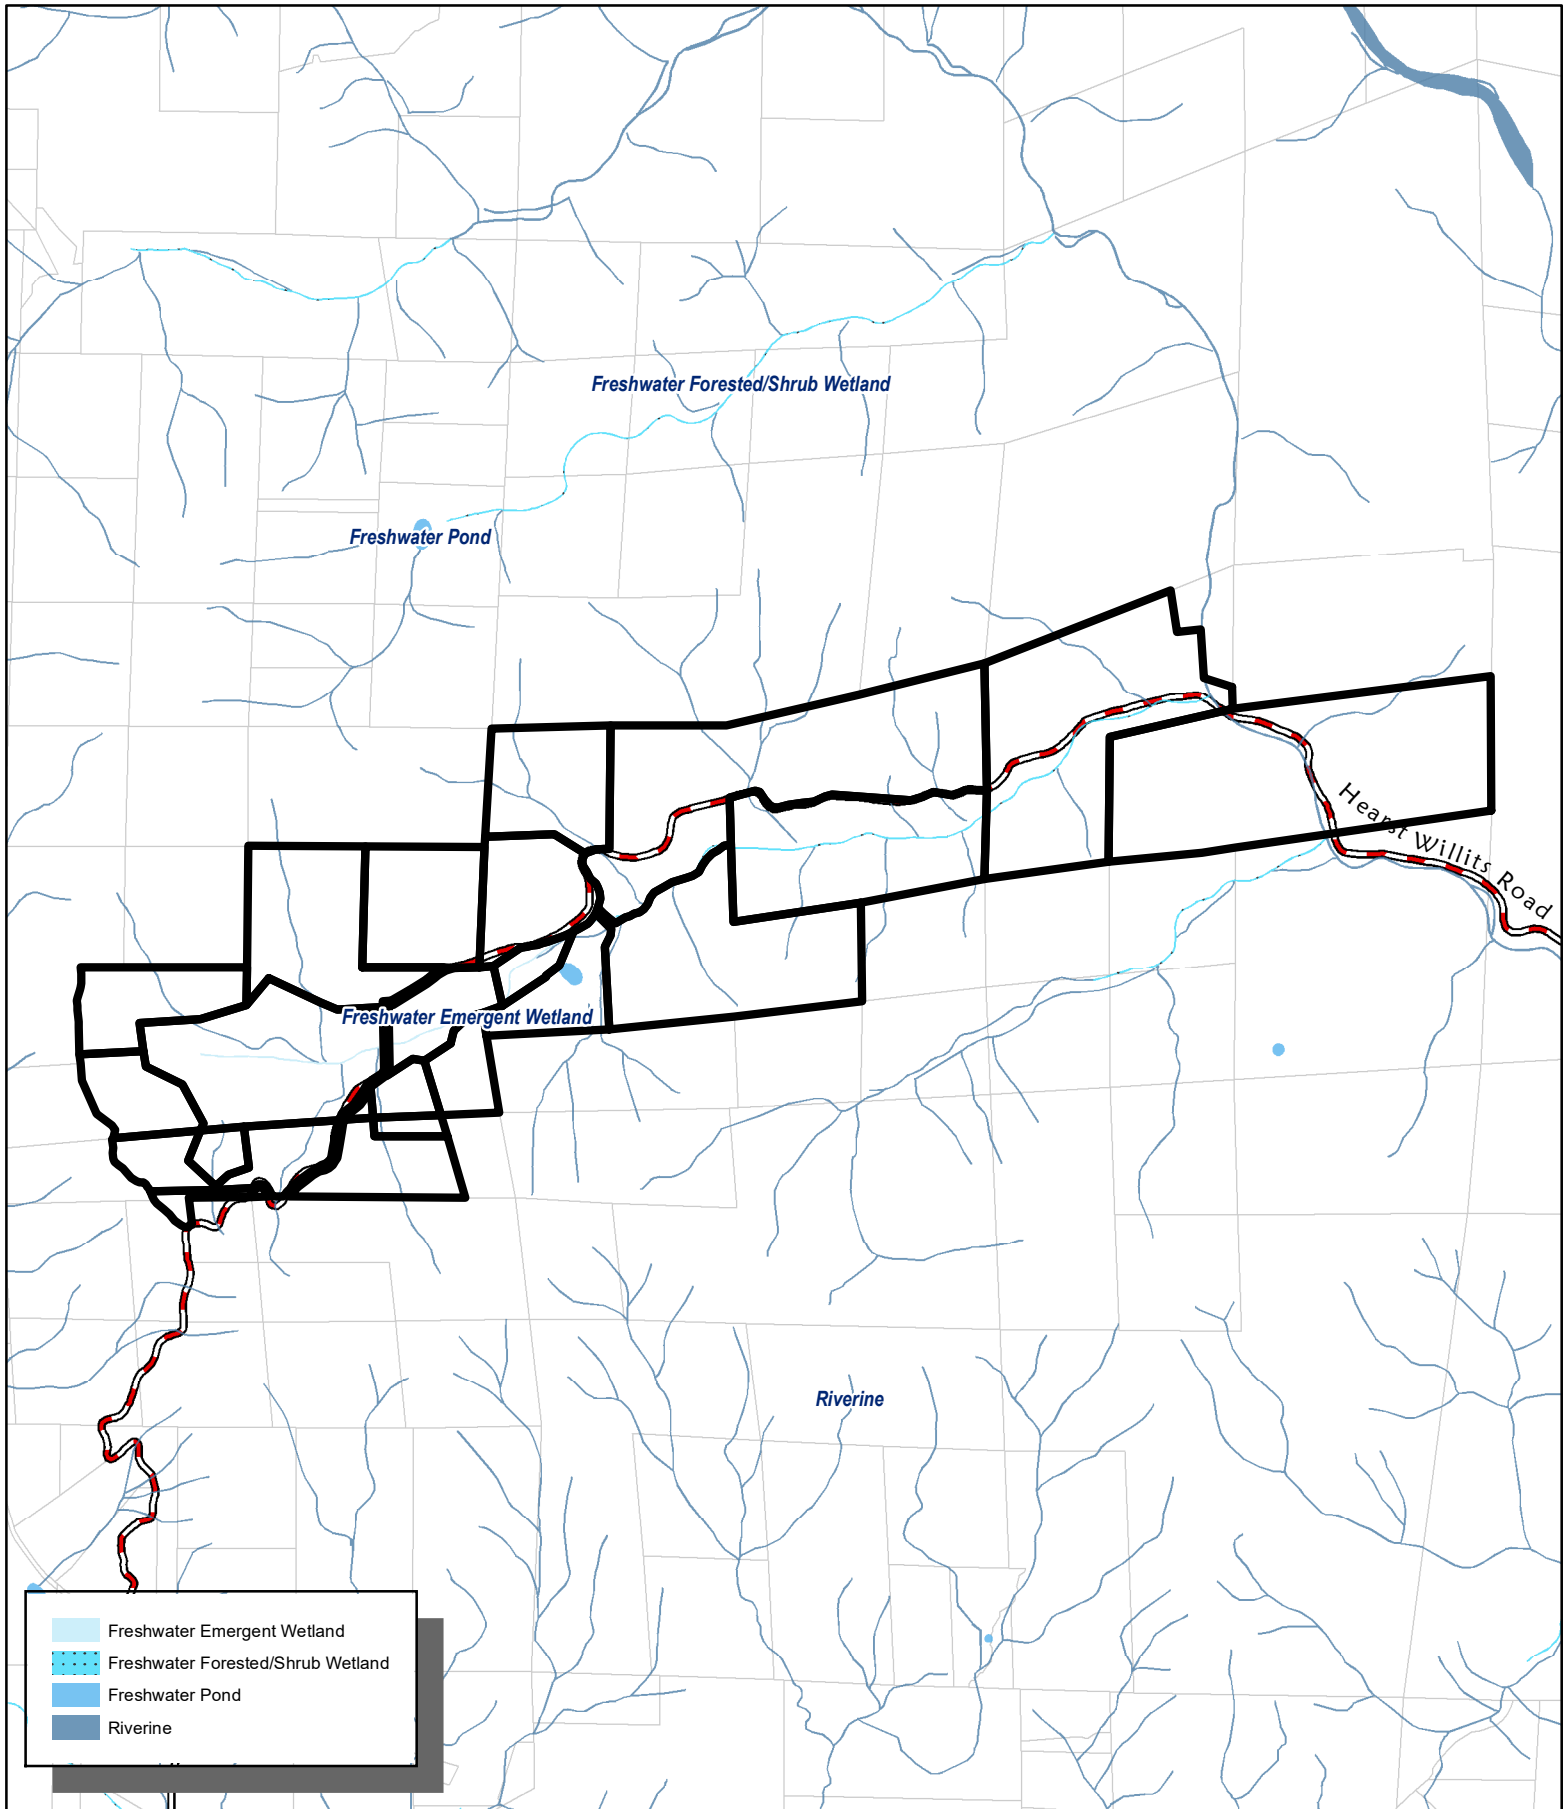 Freshwater Forested/Shrub Wetland
Freshwater Pond
Hearst Willits Road
Freshwater Emergent Wetland
Riverine
Freshwater Emergent Wetland
Freshwater Forested/Shrub Wetland
Freshwater Pond
Riverine